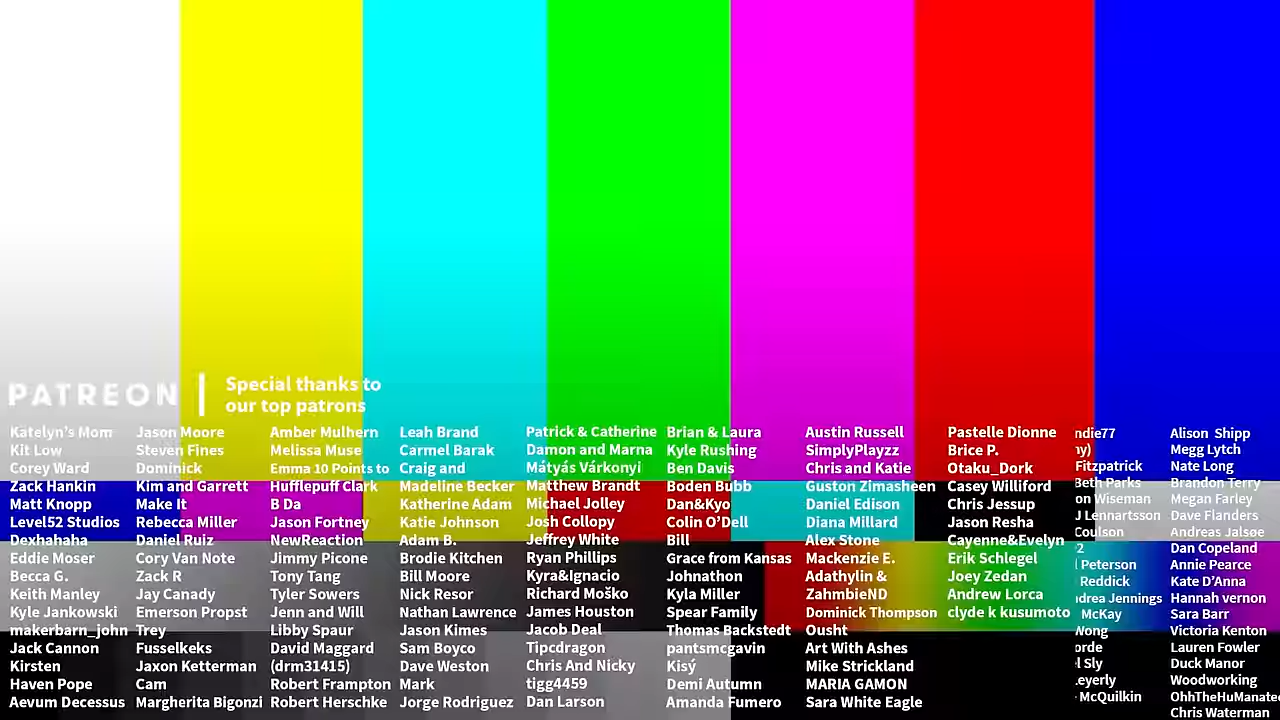 PATREON
Special thanks to
our top patrons
Katelyn's Mom
Kit Low
Corey Ward
Zack Hankin
Matt Knopp
Level52 Studios
Dexhahaha
Eddie Moser
Becca G.
Keith Manley
Kyle Jankowski
makerbarn_john
Jack Cannon
Kirsten
Haven Pope
Aevum Decessus
Jason Moore
Steven Fines
Dominick
Kim and Garrett
Make It
Rebecca Miller
Daniel Ruiz
Cory Van Note
Zack R
Jay Canady
Emerson Propst
Trey
Fusselkeks
Jaxon Ketterman
Cam
Margherita Bigonzi
Amber Mulhern
Melissa Muse
Emma 10 Points to
Hufflepuff Clark
B Da
Jason Fortney
NewReaction
Jimmy Picone
Tony Tang
Tyler Sowers
Jenn and Will
Libby Spaur
David Maggard
(drm31415)
Robert Frampton
Robert Herschke
Leah Brand
Carmel Barak
Craig and
Madeline Becker
Katherine Adam
Katie Johnson
Adam B.
Brodie Kitchen
Bill Moore
Nick Resor
Nathan Lawrence
Jason Kimes
Sam Boyco
Dave Weston
Mark
Jorge Rodriguez
Patrick & Catherine
Damon and Marna
Mátyás Várkonyi
Matthew Brandt
Michael Jolley
Josh Collopy
Jeffrey White
Ryan Phillips
Kyra&Ignacio
Richard Moško
James Houston
Jacob Deal
Tipcdragon
Chris And Nicky
tigg4459
Dan Larson
Brian & Laura
Kyle Rushing
Ben Davis
Boden Bubb
Dan&Kyo
Colin O'Dell
Bill
Grace from Kansas
Johnathon
Kyla Miller
Spear Family
Thomas Backstedt
pantsmcgavin
Kisý
Demi Autumn
Amanda Fumero
Austin Russell
SimplyPlayzz
Chris and Katie
Guston Zimasheen
Daniel Edison
Diana Millard
Alex Stone
Mackenzie E.
Adathylin &
ZahmbieND
Dominick Thompson
Ousht
Art With Ashes
Mike Strickland
MARIA GAMON
Sara White Eagle
Pastelle Dionne
Brice P.
Otaku_Dork
Casey Williford
Chris Jessup
Jason Resha
Cayenne&Evelyn
Erik Schlegel
Joey Zedan
Andrew Lorca
clyde k kusumoto
ndie77
ny)
Fitzpatrick
Beth Parks
on Wiseman
J Lennartsson
Coulson
2
l Peterson
Reddick
ndrea Jennings
McKay
Wong
orde
l Sly
Leyerly
McQuilkin
Alison Shipp
Megg Lytch
Nate Long
Brandon Terry
Megan Farley
Dave Flanders
Andreas Jalsøe
Dan Copeland
Annie Pearce
Kate D'Anna
Hannah vernon
Sara Barr
Victoria Kenton
Lauren Fowler
Duck Manor
Woodworking
OhhTheHuManatee
Chris Waterman